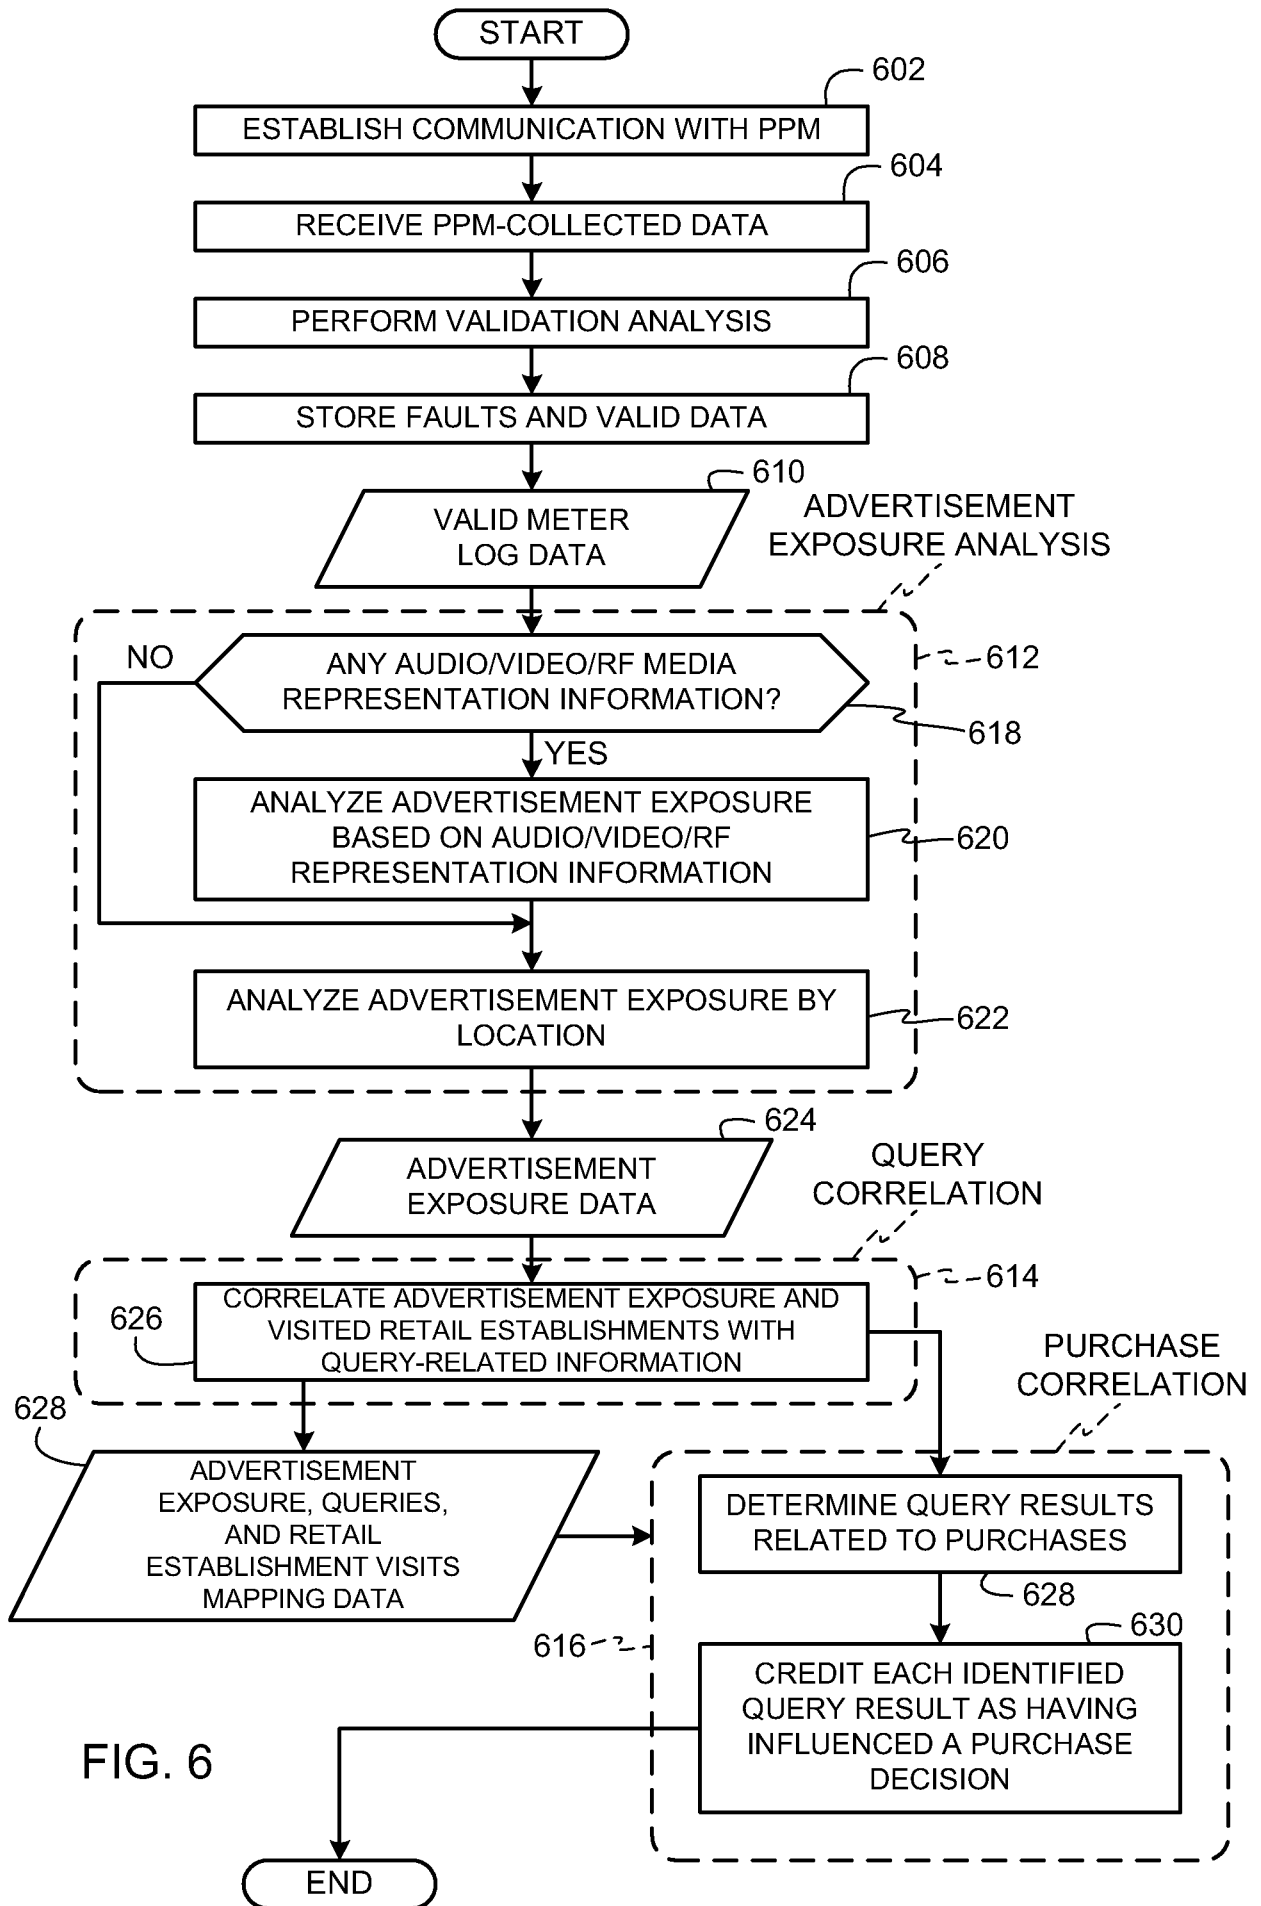 START
602
ESTABLISH COMMUNICATION WITH PPM
604
RECEIVE PPM-COLLECTED DATA
606
PERFORM VALIDATION ANALYSIS
608
STORE FAULTS AND VALID DATA
610
VALID METER
LOG DATA
ADVERTISEMENT
EXPOSURE ANALYSIS
612
NO
ANY AUDIO/VIDEO/RF MEDIA
REPRESENTATION INFORMATION?
618
YES
ANALYZE ADVERTISEMENT EXPOSURE
BASED ON AUDIO/VIDEO/RF
REPRESENTATION INFORMATION
620
ANALYZE ADVERTISEMENT EXPOSURE BY
LOCATION
622
624
ADVERTISEMENT
EXPOSURE DATA
QUERY
CORRELATION
614
626
CORRELATE ADVERTISEMENT EXPOSURE AND
VISITED RETAIL ESTABLISHMENTS WITH
QUERY-RELATED INFORMATION
PURCHASE
CORRELATION
628
ADVERTISEMENT
EXPOSURE, QUERIES,
AND RETAIL
ESTABLISHMENT VISITS
MAPPING DATA
DETERMINE QUERY RESULTS
RELATED TO PURCHASES
628
616
630
CREDIT EACH IDENTIFIED
QUERY RESULT AS HAVING
INFLUENCED A PURCHASE
DECISION
FIG. 6
END